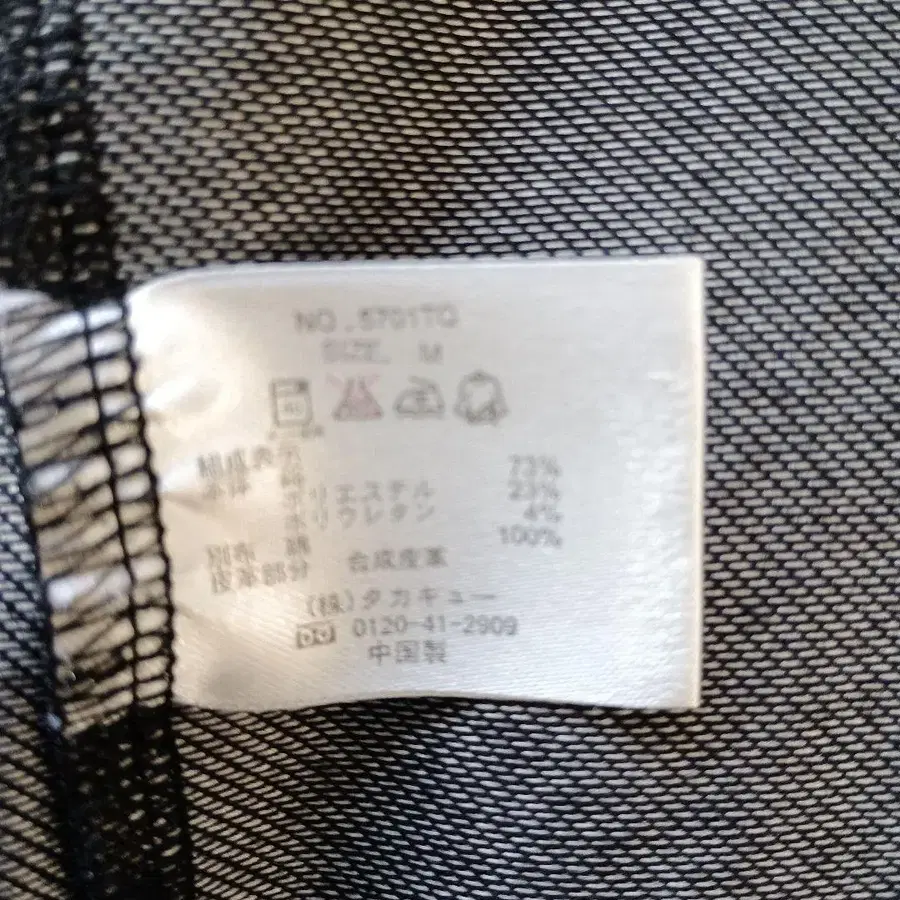 NO.5701TQ
SIZE. M
組成表示
本体 綿 73%
ポリエステル 23%
ポリウレタン 4%
別布 綿 100%
皮革部分 合成皮革
(株)タカキュー
0120-41-2909
中国製